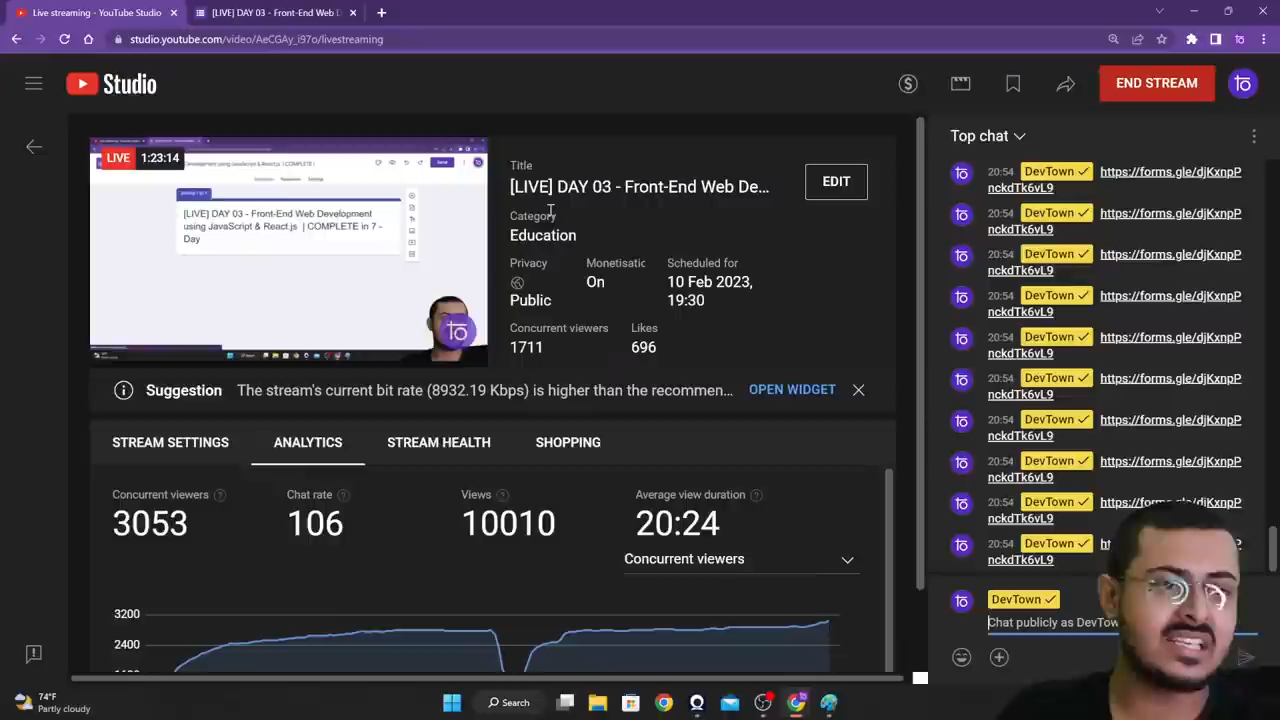 Live streaming - YouTube Studio
[LIVE] DAY 03 - Front-End Web D
studio.youtube.com/video/AeCGAy_i97o/livestreaming
Studio
END STREAM
LIVE 1:23:14
[LIVE] DAY 03 - Front-End Web Development
using JavaScript & React.js | COMPLETE in 7 -
Day
Title
[LIVE] DAY 03 - Front-End Web De...
EDIT
Category
Education
Privacy
Public
Monetisatic
On
Scheduled for
10 Feb 2023,
19:30
Concurrent viewers
1711
Likes
696
Suggestion The stream's current bit rate (8932.19 Kbps) is higher than the recommen... OPEN WIDGET
STREAM SETTINGS ANALYTICS STREAM HEALTH SHOPPING
Concurrent viewers
3053
Chat rate
106
Views
10010
Average view duration
20:24
Concurrent viewers
3200
2400
Top chat
20:54 DevTown https://forms.gle/djKxnpP
nckdTk6vL9
20:54 DevTown https://forms.gle/djKxnpP
nckdTk6vL9
20:54 DevTown https://forms.gle/djKxnpP
nckdTk6vL9
20:54 DevTown https://forms.gle/djKxnpP
nckdTk6vL9
20:54 DevTown https://forms.gle/djKxnpP
nckdTk6vL9
20:54 DevTown https://forms.gle/djKxnpP
nckdTk6vL9
20:54 DevTown https://forms.gle/djKxnpP
nckdTk6vL9
20:54 DevTown https://forms.gle/djKxnpP
nckdTk6vL9
20:54 DevTown https://forms.gle/djKxnpP
nckdTk6vL9
20:54 DevTown
nckdTk6vL9
DevTown
Chat publicly as DevTow
74°F
Partly cloudy
Search